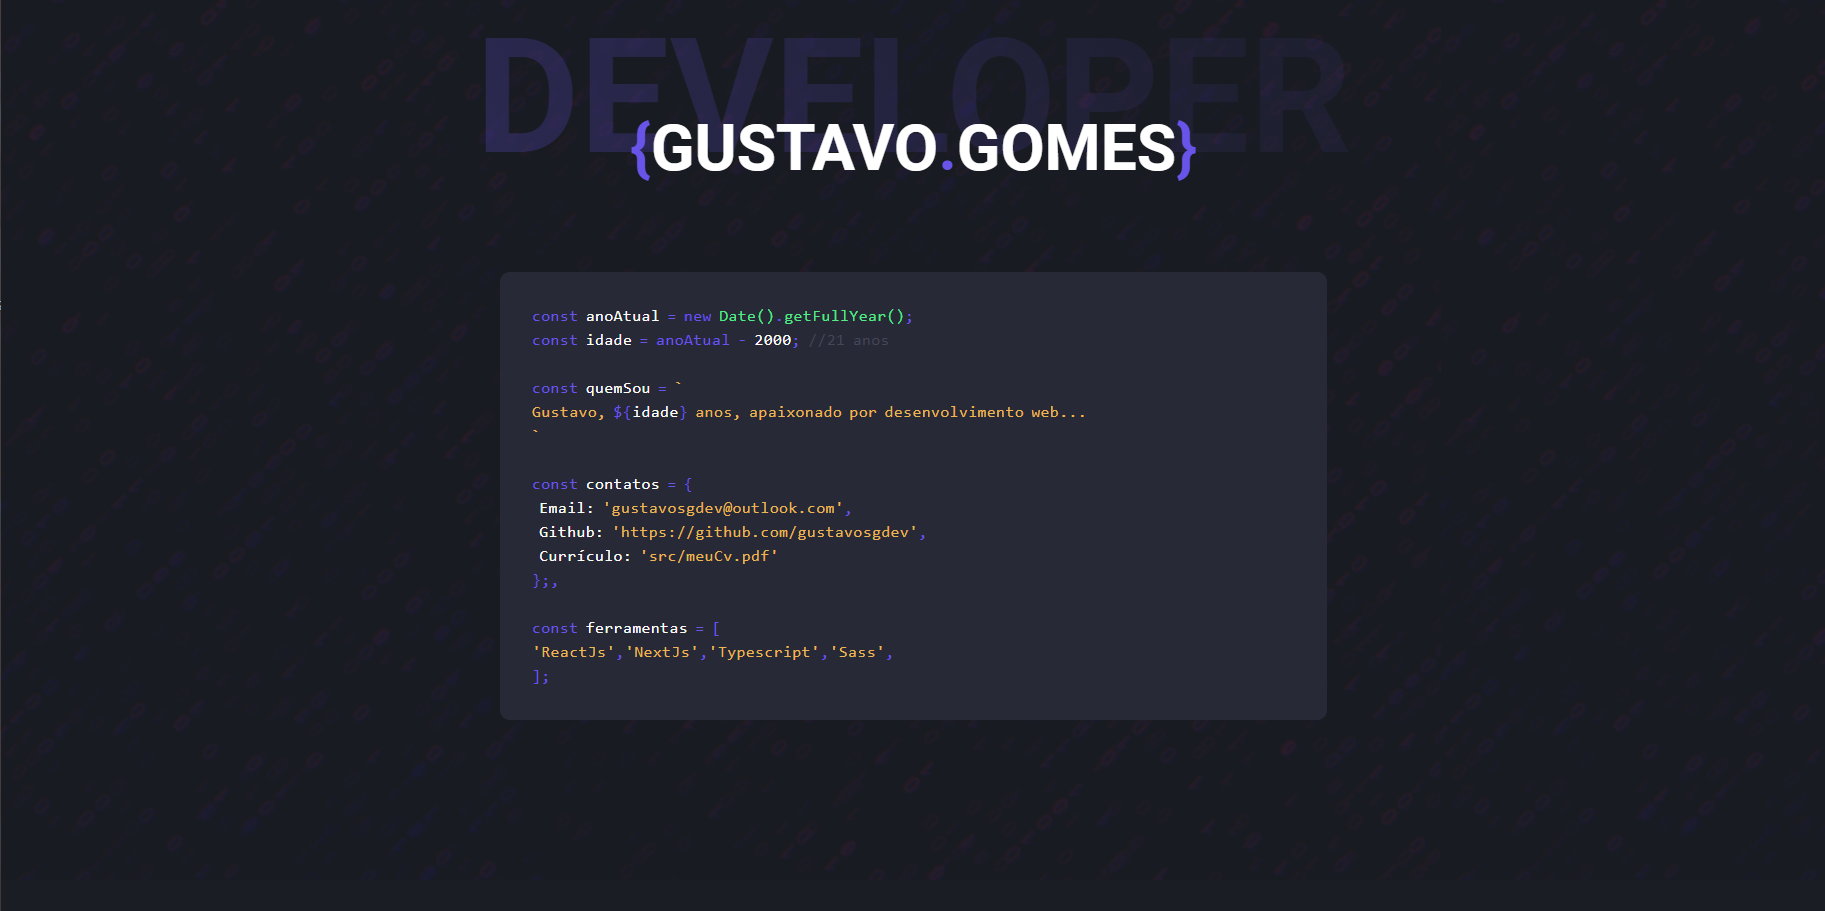 DEVELOPER
{GUSTAVO.GOMES}
const anoAtual = new Date().getFullYear();
const idade = anoAtual - 2000; //21 anos
const quemSou = `
Gustavo, ${idade} anos, apaixonado por desenvolvimento web...
`
const contatos = {
Email: 'gustavosgdev@outlook.com',
Github: 'https://github.com/gustavosgdev',
Currículo: 'src/meuCv.pdf'
};,
const ferramentas = [
'ReactJs','NextJs','Typescript','Sass',
];